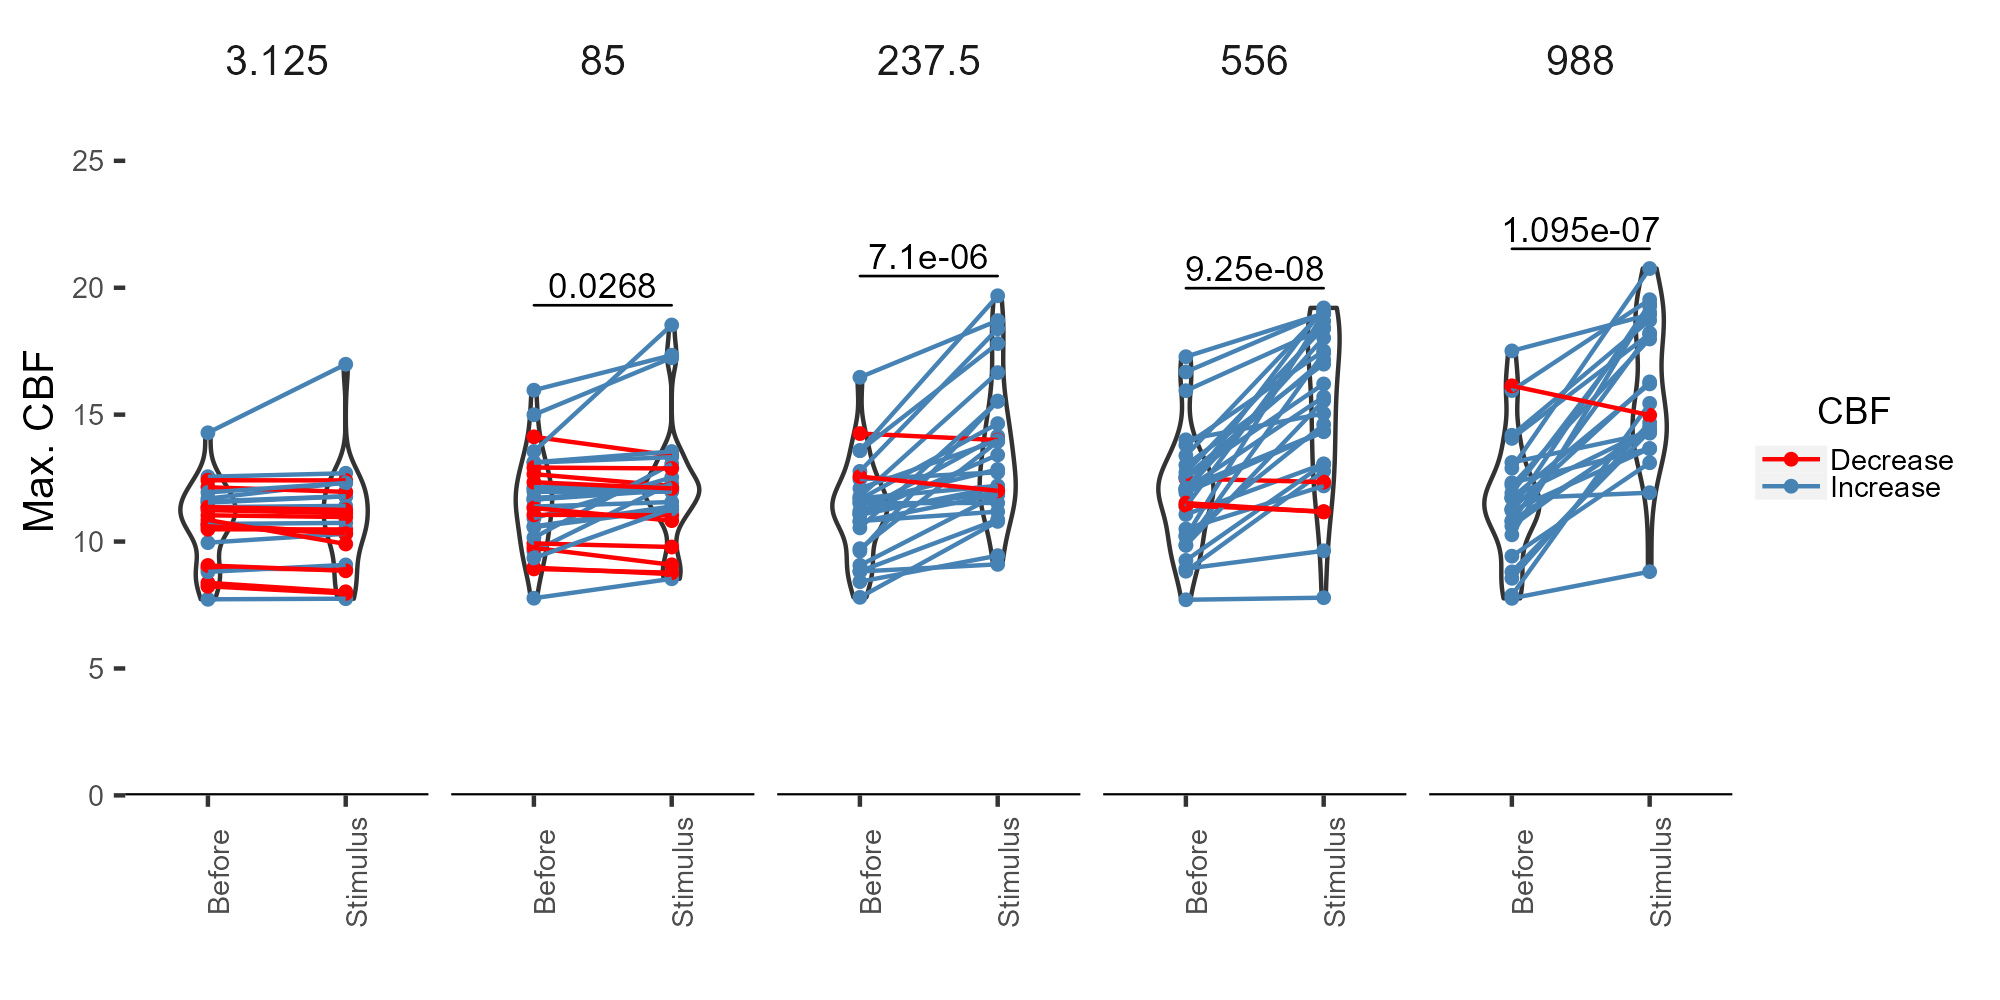 3.125 85 237.5 556 988
Max. CBF
25
20
15
10
5
0
0.0268
7.1e-06
9.25e-08
1.095e-07
Before Stimulus Before Stimulus Before Stimulus Before Stimulus Before Stimulus
CBF
Decrease
Increase